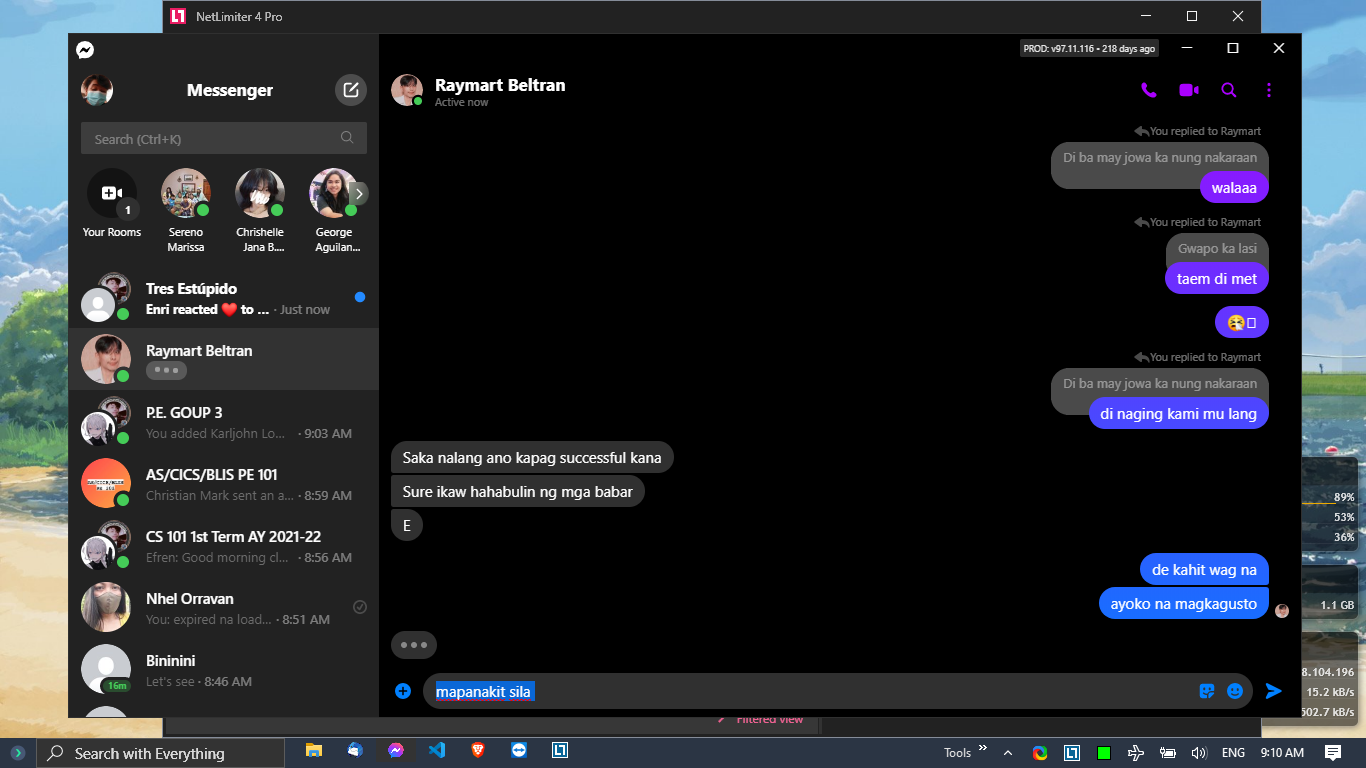 NetLimiter 4 Pro
PROD: v97.11.116 • 218 days ago
Messenger
Search (Ctrl+K)
1
Your Rooms
Sereno
Marissa
Chrishelle
Jana B....
George
Aguilan...
Tres Estúpido
Enri reacted ❤️ to ... · Just now
Raymart Beltran
P.E. GOUP 3
You added Karljohn Lo... · 9:03 AM
AS/CICS/BLIS PE 101
Christian Mark sent an a... · 8:59 AM
CS 101 1st Term AY 2021-22
Efren: Good morning cl... · 8:56 AM
Nhel Orravan
You: expired na load... · 8:51 AM
Bininini
16m
Let's see · 8:46 AM
Raymart Beltran
Active now
You replied to Raymart
Di ba may jowa ka nung nakaraan
walaaa
You replied to Raymart
Gwapo ka lasi
taem di met
You replied to Raymart
Di ba may jowa ka nung nakaraan
di naging kami mu lang
Saka nalang ano kapag successful kana
Sure ikaw hahabulin ng mga babar
E
de kahit wag na
ayoko na magkagusto
mapanakit sila
89%
53%
36%
1.1 GB
8.104.196
15.2 kB/s
602.7 kB/s
Filtered view
Search with Everything
Tools
ENG
9:10 AM